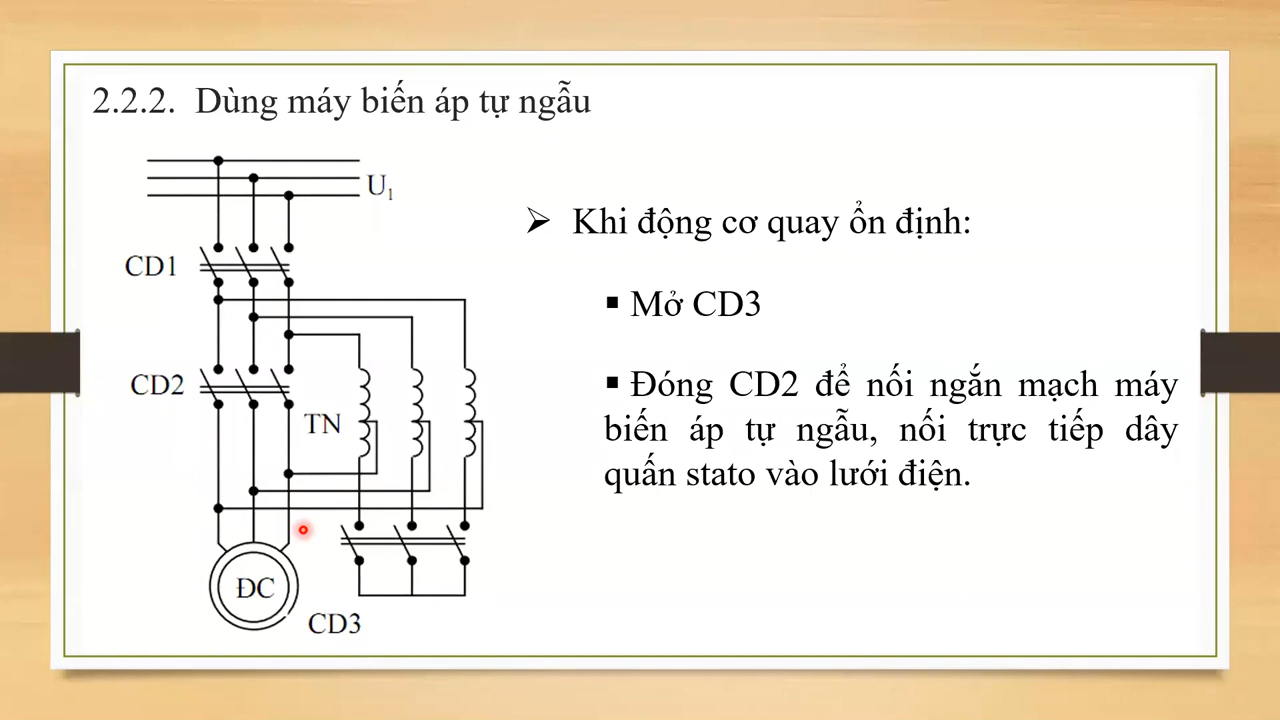 2.2.2. Dùng máy biến áp tự ngẫu
U1
CD1
CD2
TN
ĐC
CD3
➢ Khi động cơ quay ổn định:
▪ Mở CD3
▪ Đóng CD2 để nối ngắn mạch máy
biến áp tự ngẫu, nối trực tiếp dây
quấn stato vào lưới điện.